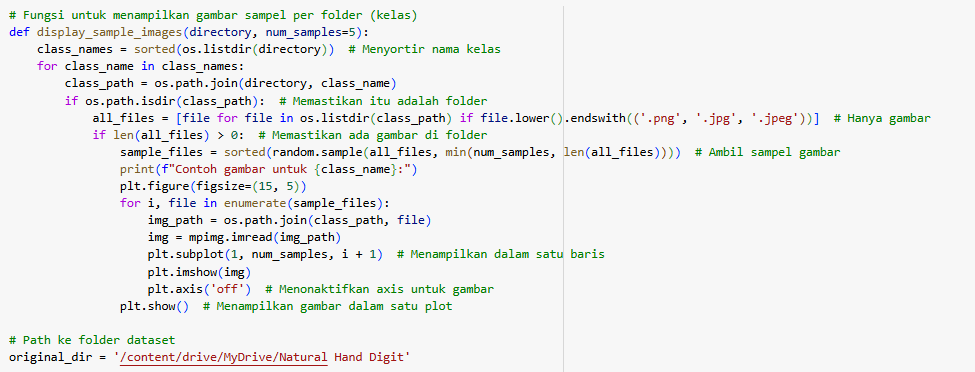 # Fungsi untuk menampilkan gambar sampel per folder (kelas)
def display_sample_images(directory, num_samples=5):
    class_names = sorted(os.listdir(directory))  # Menyortir nama kelas
    for class_name in class_names:
        class_path = os.path.join(directory, class_name)
        if os.path.isdir(class_path):  # Memastikan itu adalah folder
            all_files = [file for file in os.listdir(class_path) if file.lower().endswith(('.png', '.jpg', '.jpeg'))]  # Hanya gambar
            if len(all_files) > 0:  # Memastikan ada gambar di folder
                sample_files = sorted(random.sample(all_files, min(num_samples, len(all_files))))  # Ambil sampel gambar
                print(f"Contoh gambar untuk {class_name}:")
                plt.figure(figsize=(15, 5))
                for i, file in enumerate(sample_files):
                    img_path = os.path.join(class_path, file)
                    img = mpimg.imread(img_path)
                    plt.subplot(1, num_samples, i + 1)  # Menampilkan dalam satu baris
                    plt.imshow(img)
                    plt.axis('off')  # Menonaktifkan axis untuk gambar
                plt.show()  # Menampilkan gambar dalam satu plot

# Path ke folder dataset
original_dir = '/content/drive/MyDrive/Natural Hand Digit'